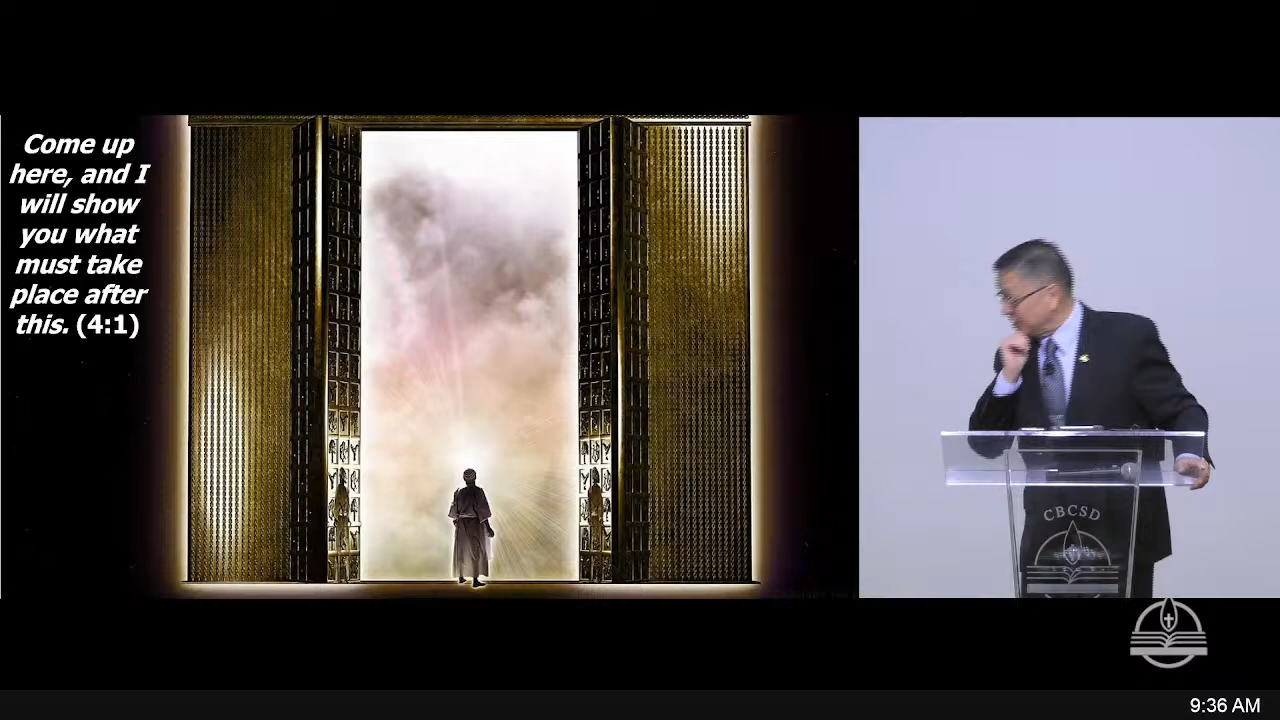 Come up
here, and I
will show
you what
must take
place after
this. (4:1)
CBCSD
9:36 AM